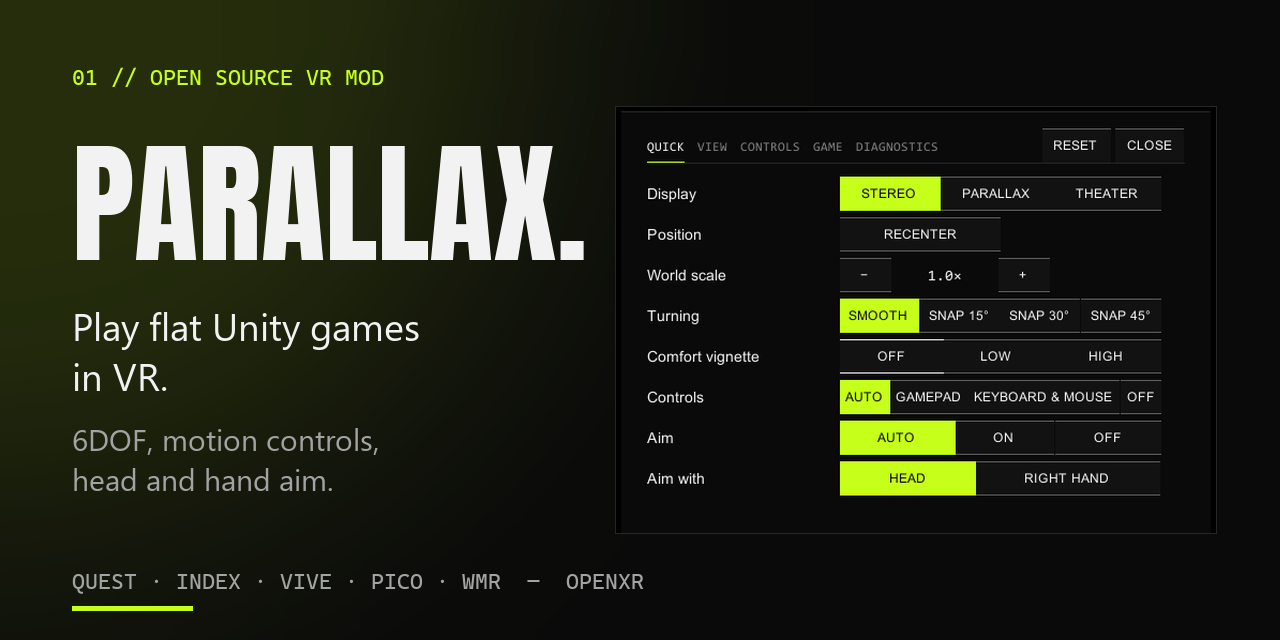 01 // OPEN SOURCE VR MOD
PARALLAX.
Play flat Unity games
in VR.
6DOF, motion controls,
head and hand aim.
QUEST · INDEX · VIVE · PICO · WMR — OPENXR
QUICK VIEW CONTROLS GAME DIAGNOSTICS RESET CLOSE
Display STEREO PARALLAX THEATER
Position RECENTER
World scale − 1.0× +
Turning SMOOTH SNAP 15° SNAP 30° SNAP 45°
Comfort vignette OFF LOW HIGH
Controls AUTO GAMEPAD KEYBOARD & MOUSE OFF
Aim AUTO ON OFF
Aim with HEAD RIGHT HAND